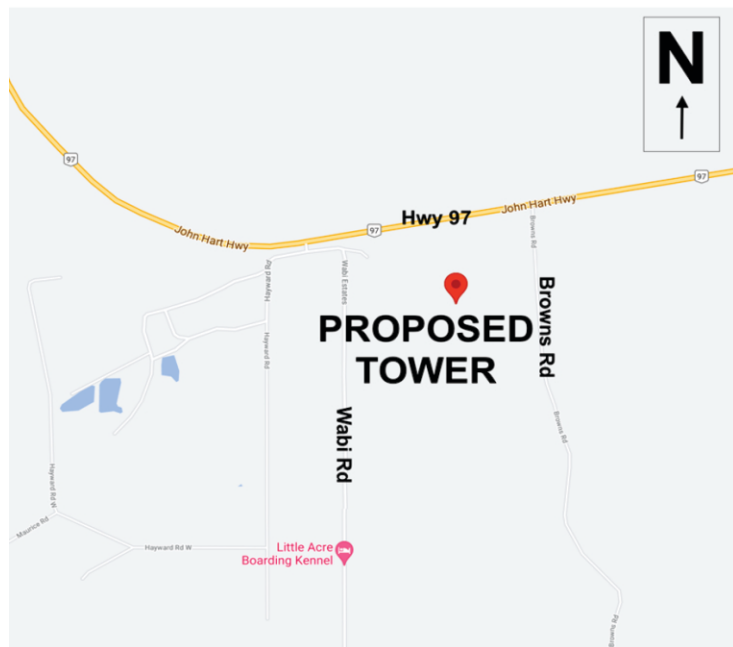 N
97
97
Hwy 97
John Hart Hwy
John Hart Hwy
97
Browns Rd
Hayward Rd
Wabi Estates
Browns Rd
PROPOSED
TOWER
Hayward Rd
Wabi Rd
Browns Rd
Hayward Rd W
Maurice Rd
Hayward Rd W
Little Acre
Boarding Kennel
Browns Rd